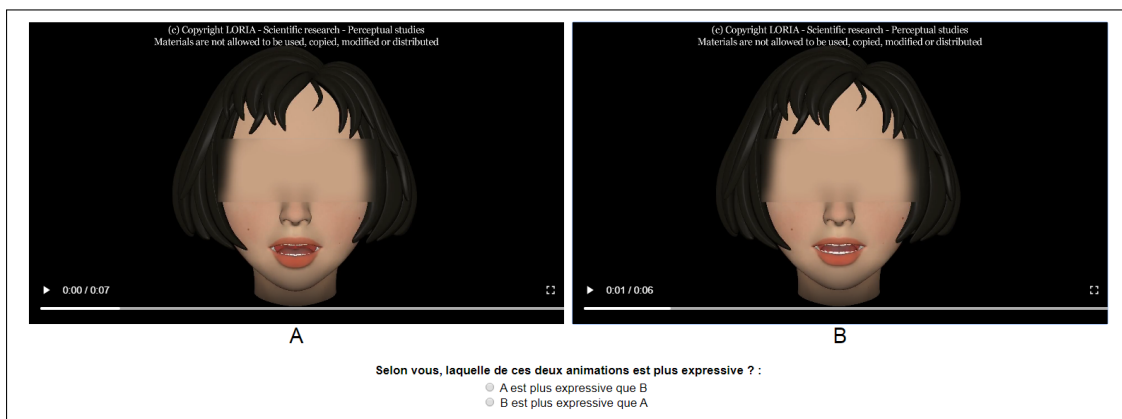 (c) Copyright LORIA - Scientific research - Perceptual studies
Materials are not allowed to be used, copied, modified or distributed
(c) Copyright LORIA - Scientific research - Perceptual studies
Materials are not allowed to be used, copied, modified or distributed
0:00 / 0:07
0:01 / 0:06
A
B
Selon vous, laquelle de ces deux animations est plus expressive ? :
A est plus expressive que B
B est plus expressive que A